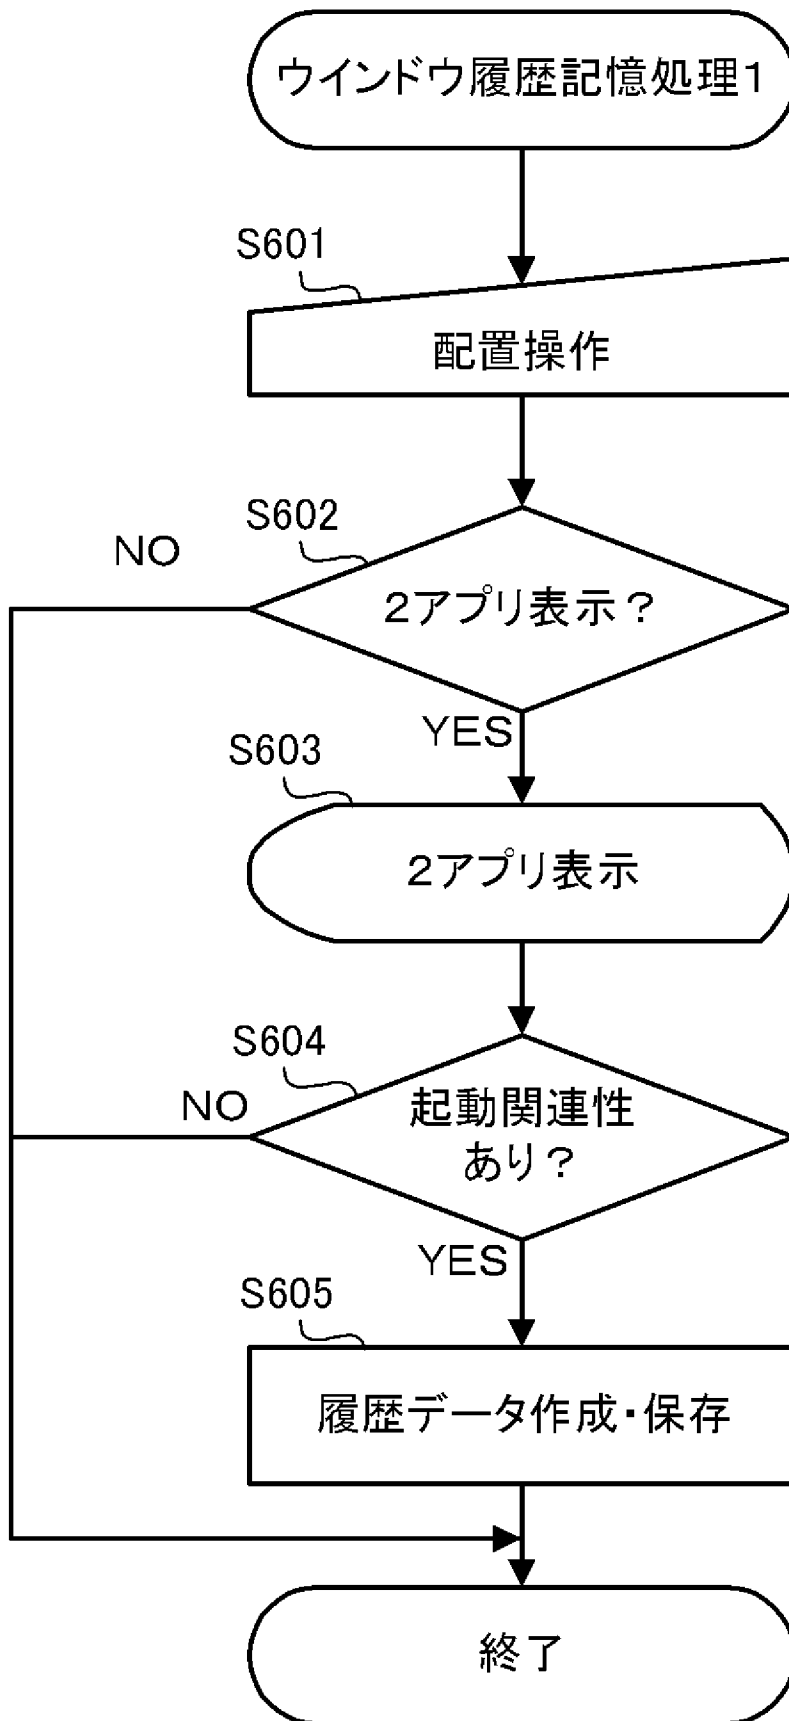 ウインドウ履歴記憶処理1
S601
配置操作
S602
NO
2アプリ表示？
YES
S603
2アプリ表示
S604
NO
起動関連性
あり？
YES
S605
履歴データ作成・保存
終了